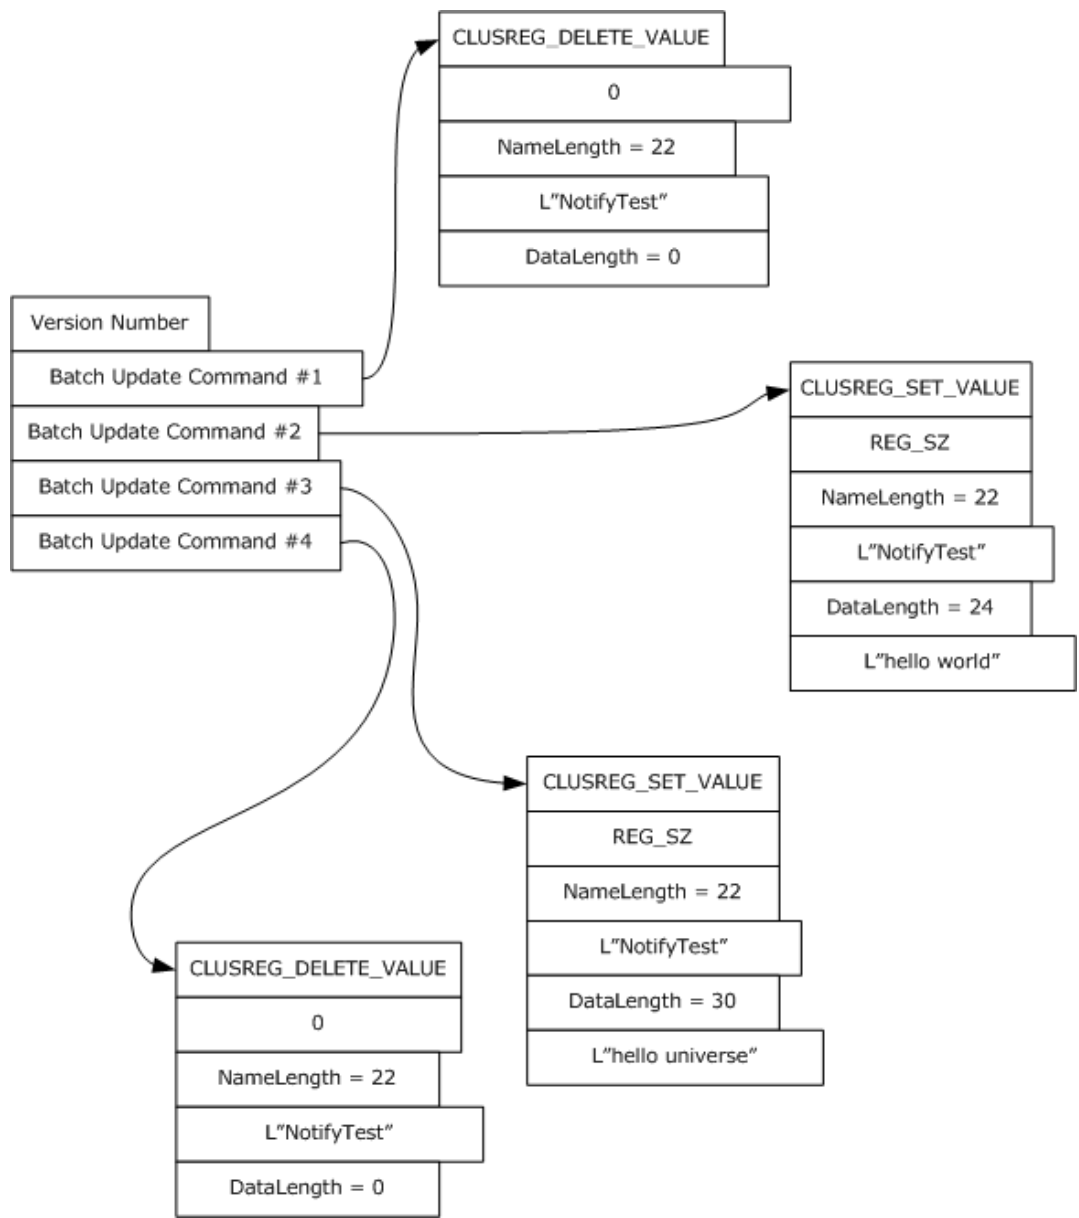 CLUSREG_DELETE_VALUE
0
NameLength = 22
L”NotifyTest”
DataLength = 0
Version Number
Batch Update Command #1
Batch Update Command #2
Batch Update Command #3
Batch Update Command #4
CLUSREG_SET_VALUE
REG_SZ
NameLength = 22
L”NotifyTest”
DataLength = 24
L”hello world”
CLUSREG_SET_VALUE
REG_SZ
NameLength = 22
L”NotifyTest”
DataLength = 30
L”hello universe”
CLUSREG_DELETE_VALUE
0
NameLength = 22
L”NotifyTest”
DataLength = 0